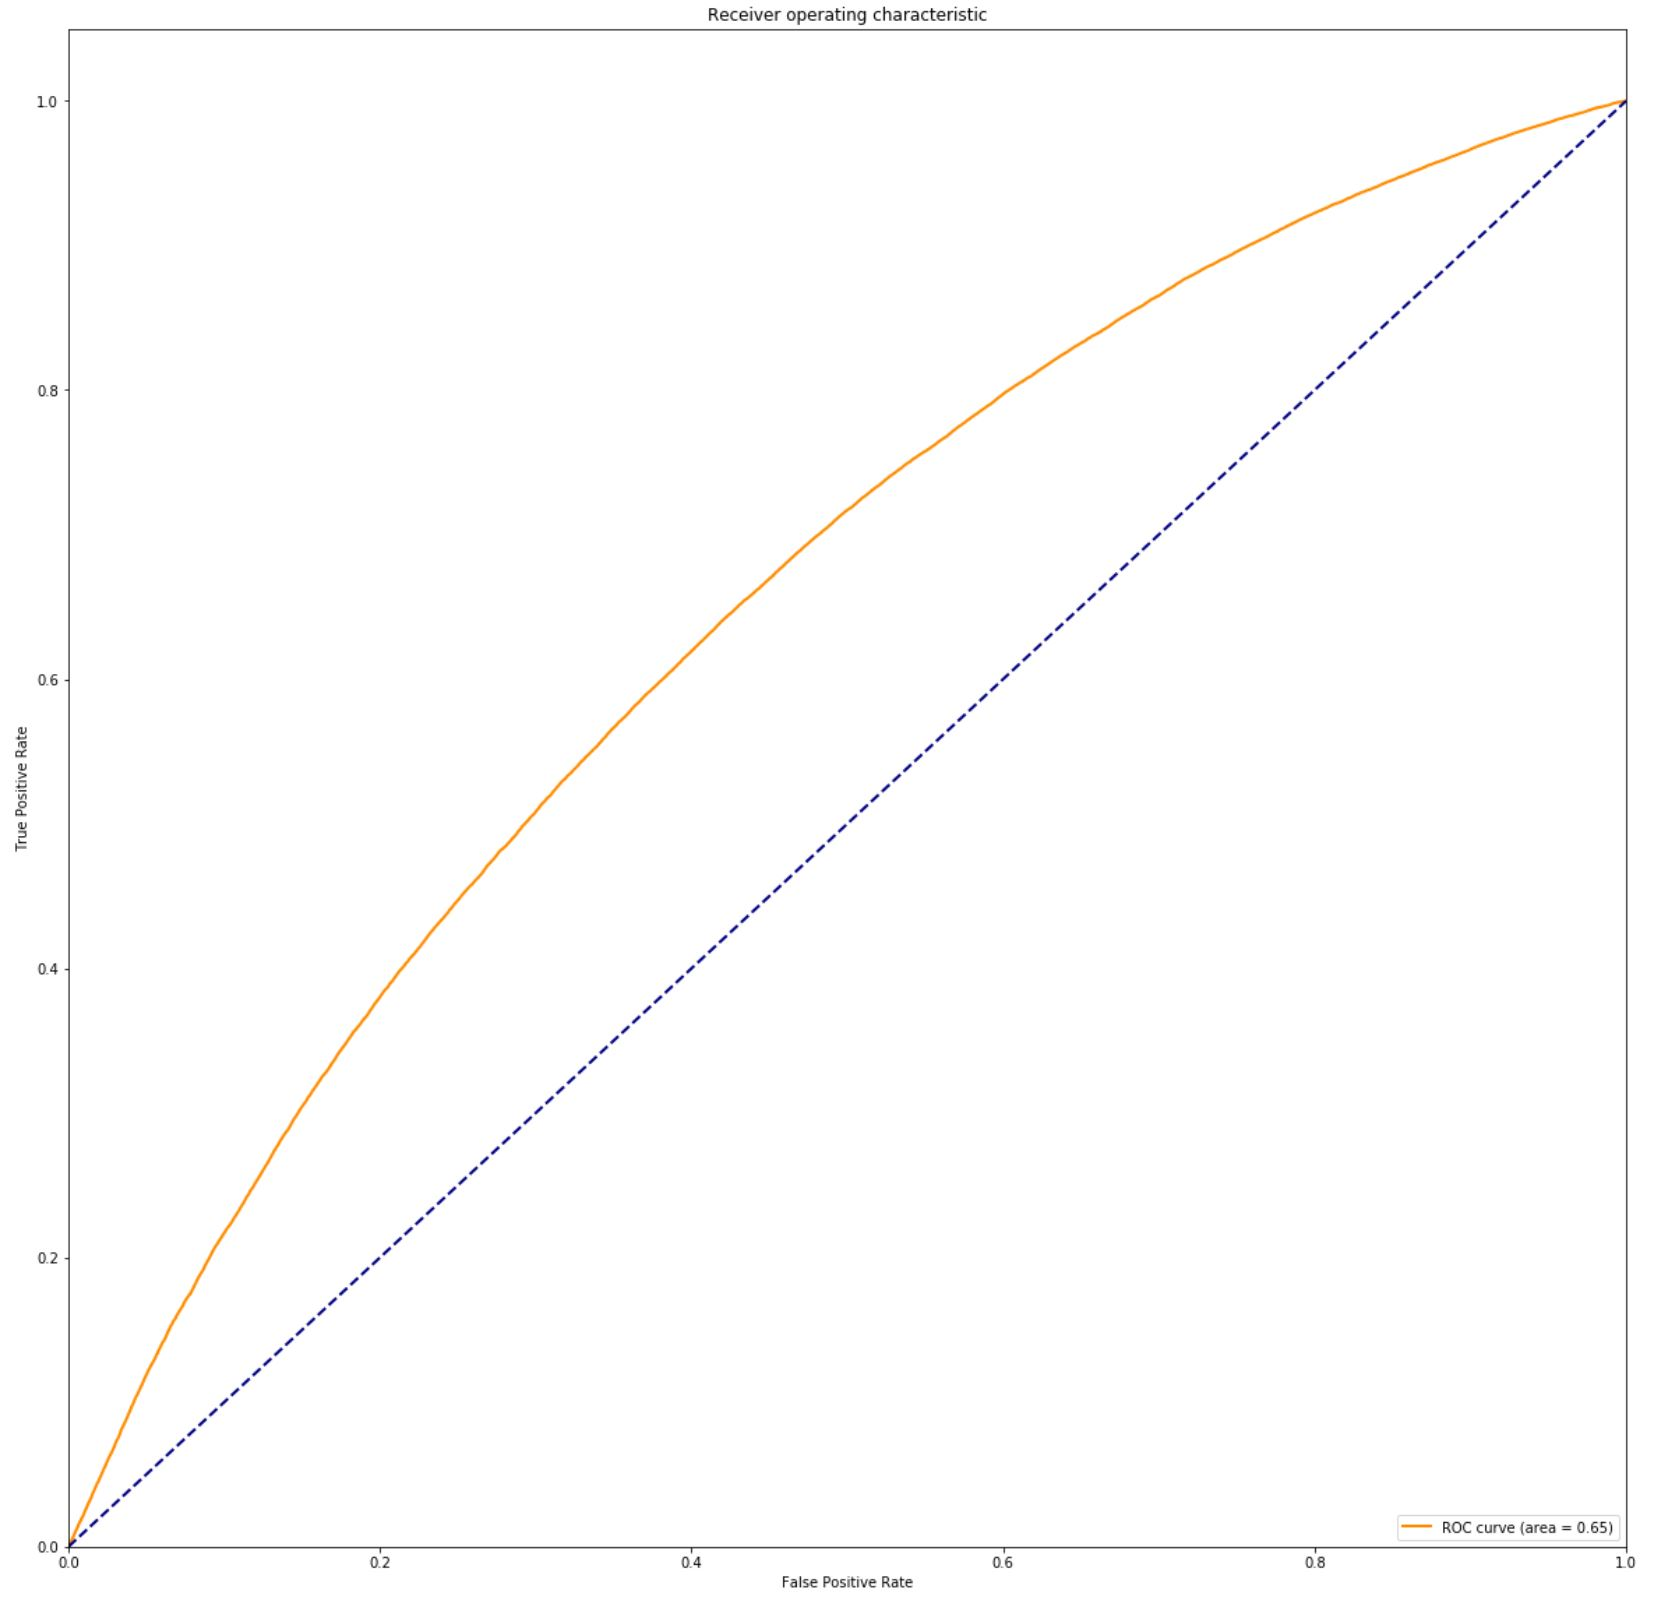 Receiver operating characteristic
1.0
0.8
0.6
0.4
0.2
0.0
True Positive Rate
0.0 0.2 0.4 0.6 0.8 1.0
False Positive Rate
ROC curve (area = 0.65)